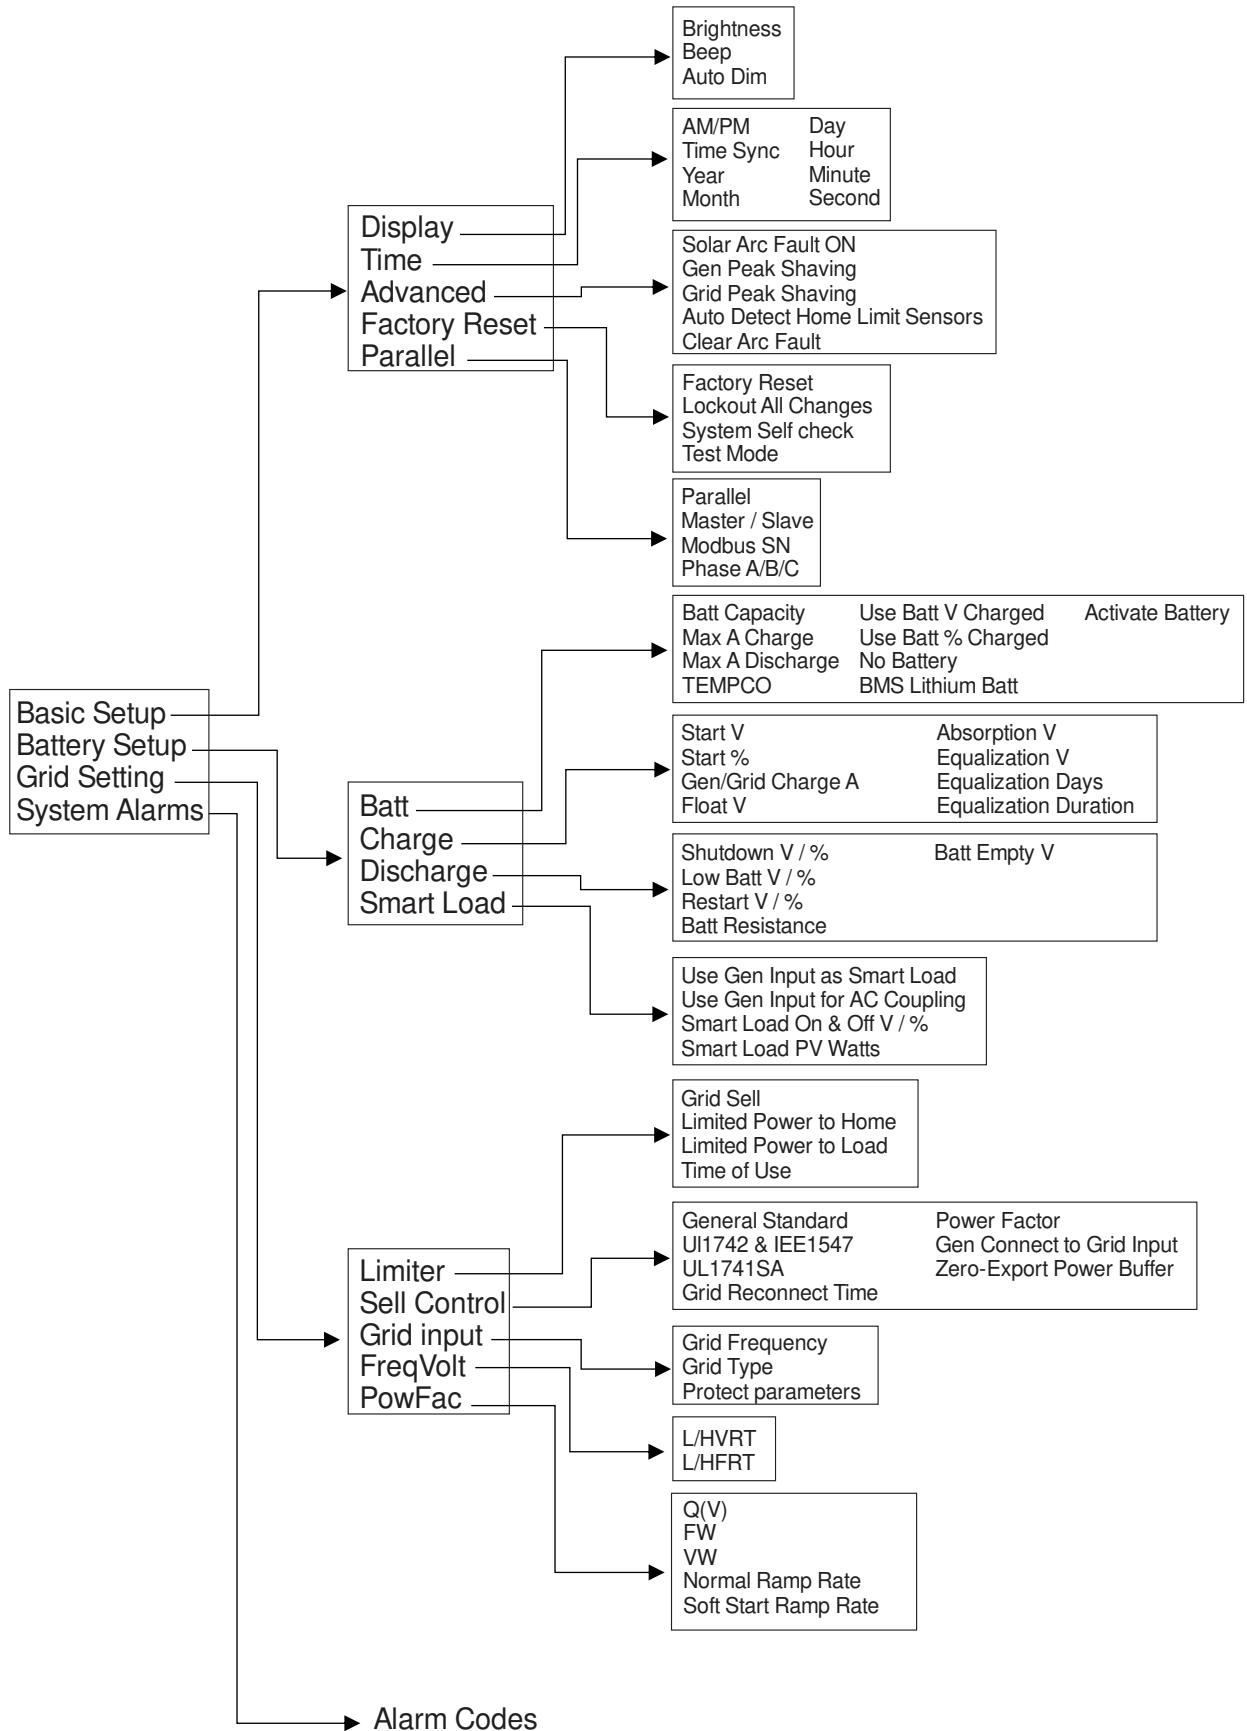 Brightness
Beep
Auto Dim
AM/PM Day
Time Sync Hour
Year Minute
Month Second
Display
Time
Advanced
Factory Reset
Parallel
Solar Arc Fault ON
Gen Peak Shaving
Grid Peak Shaving
Auto Detect Home Limit Sensors
Clear Arc Fault
Factory Reset
Lockout All Changes
System Self check
Test Mode
Parallel
Master / Slave
Modbus SN
Phase A/B/C
Batt Capacity Use Batt V Charged Activate Battery
Max A Charge Use Batt % Charged
Max A Discharge No Battery
TEMPCO BMS Lithium Batt
Basic Setup
Battery Setup
Grid Setting
System Alarms
Start V Absorption V
Start % Equalization V
Gen/Grid Charge A Equalization Days
Float V Equalization Duration
Batt
Charge
Discharge
Smart Load
Shutdown V / % Batt Empty V
Low Batt V / %
Restart V / %
Batt Resistance
Use Gen Input as Smart Load
Use Gen Input for AC Coupling
Smart Load On & Off V / %
Smart Load PV Watts
Grid Sell
Limited Power to Home
Limited Power to Load
Time of Use
General Standard Power Factor
Ul1742 & IEE1547 Gen Connect to Grid Input
UL1741SA Zero-Export Power Buffer
Grid Reconnect Time
Limiter
Sell Control
Grid input
FreqVolt
PowFac
Grid Frequency
Grid Type
Protect parameters
L/HVRT
L/HFRT
Q(V)
FW
VW
Normal Ramp Rate
Soft Start Ramp Rate
Alarm Codes